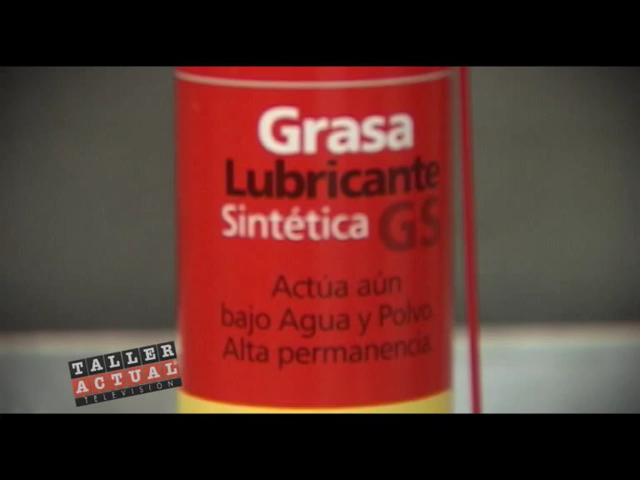 Grasa
Lubricante
Sintética GS
Actúa aún
bajo Agua y Polvo.
Alta permanencia.
TALLER
ACTUAL
TELEVISIÓN